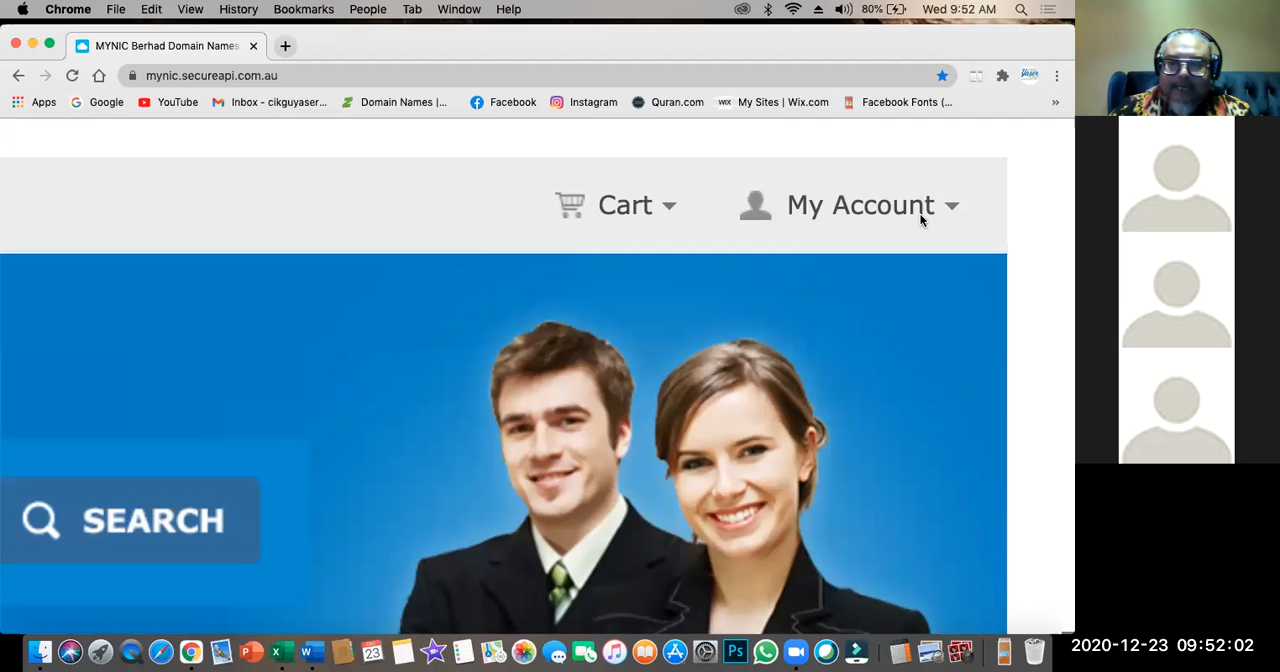 Chrome File Edit View History Bookmarks People Tab Window Help 80% Wed 9:52 AM
MYNIC Berhad Domain Names
mynic.secureapi.com.au
Apps Google YouTube Inbox - cikguyaser... Domain Names |... Facebook Instagram Quran.com WIX My Sites | Wix.com Facebook Fonts (... »
Cart My Account
SEARCH
23
2020-12-23 09:52:02